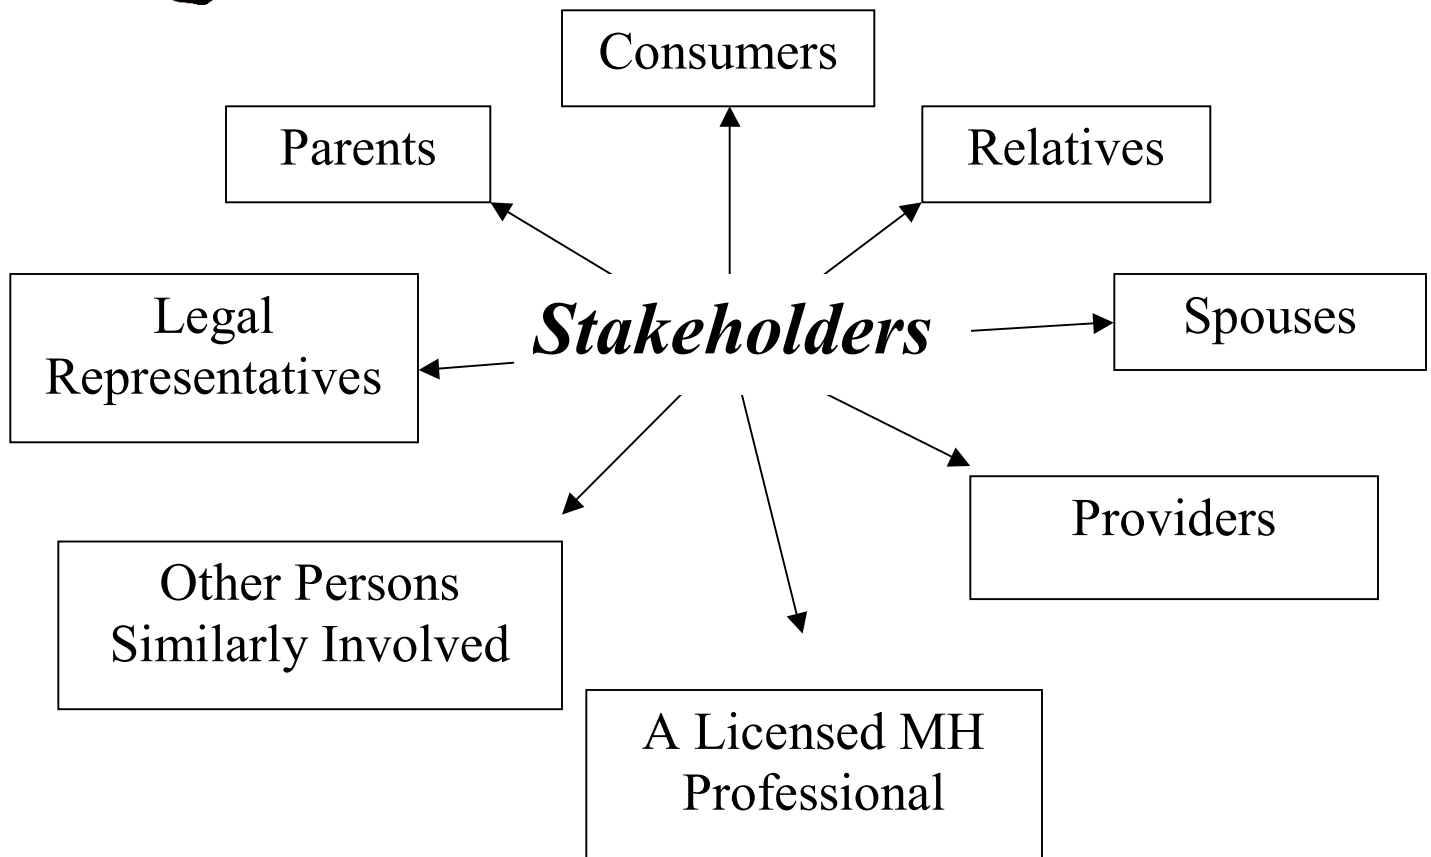 Consumers
Parents
Relatives
Legal
Representatives
Stakeholders
Spouses
Providers
Other Persons
Similarly Involved
A Licensed MH
Professional